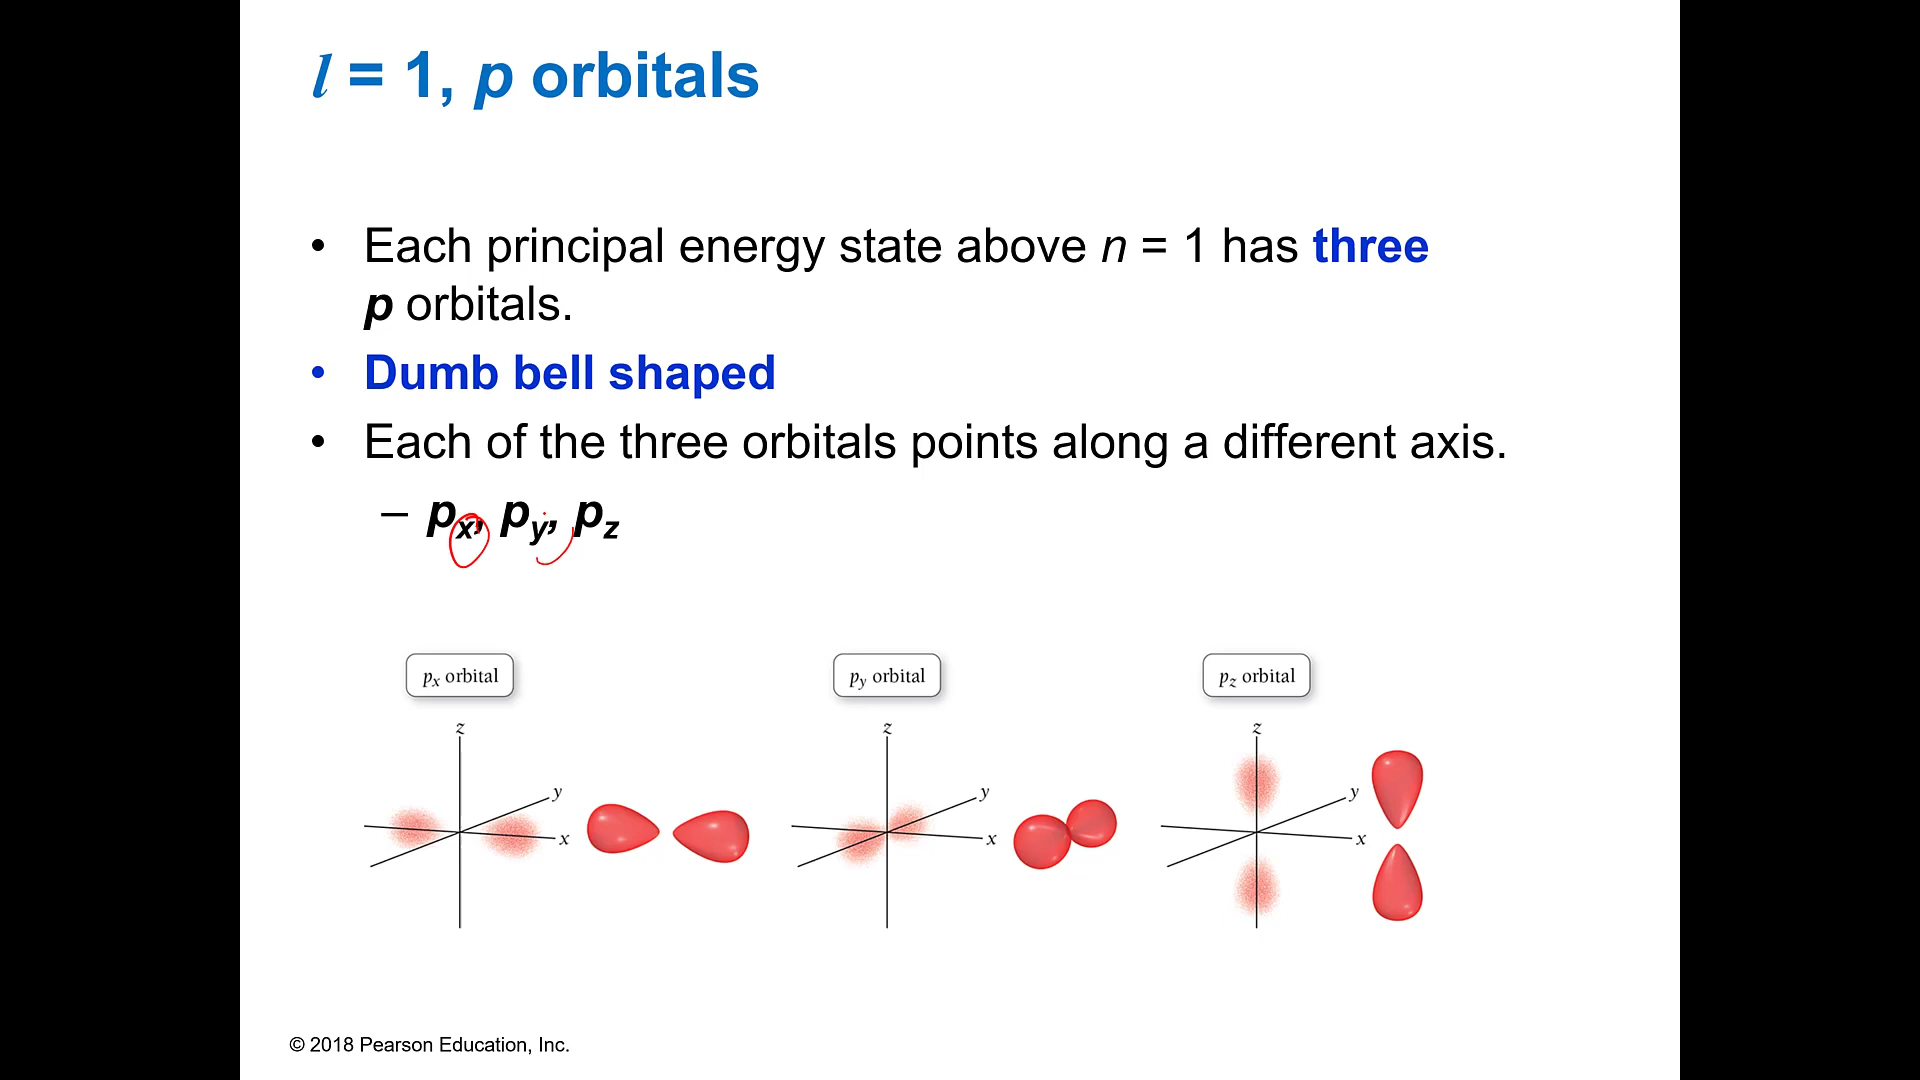 l = 1, p orbitals
• Each principal energy state above n = 1 has three
p orbitals.
• Dumb bell shaped
• Each of the three orbitals points along a different axis.
– px, py, pz
px orbital
py orbital
pz orbital
z
y
x
z
y
x
z
y
x
© 2018 Pearson Education, Inc.